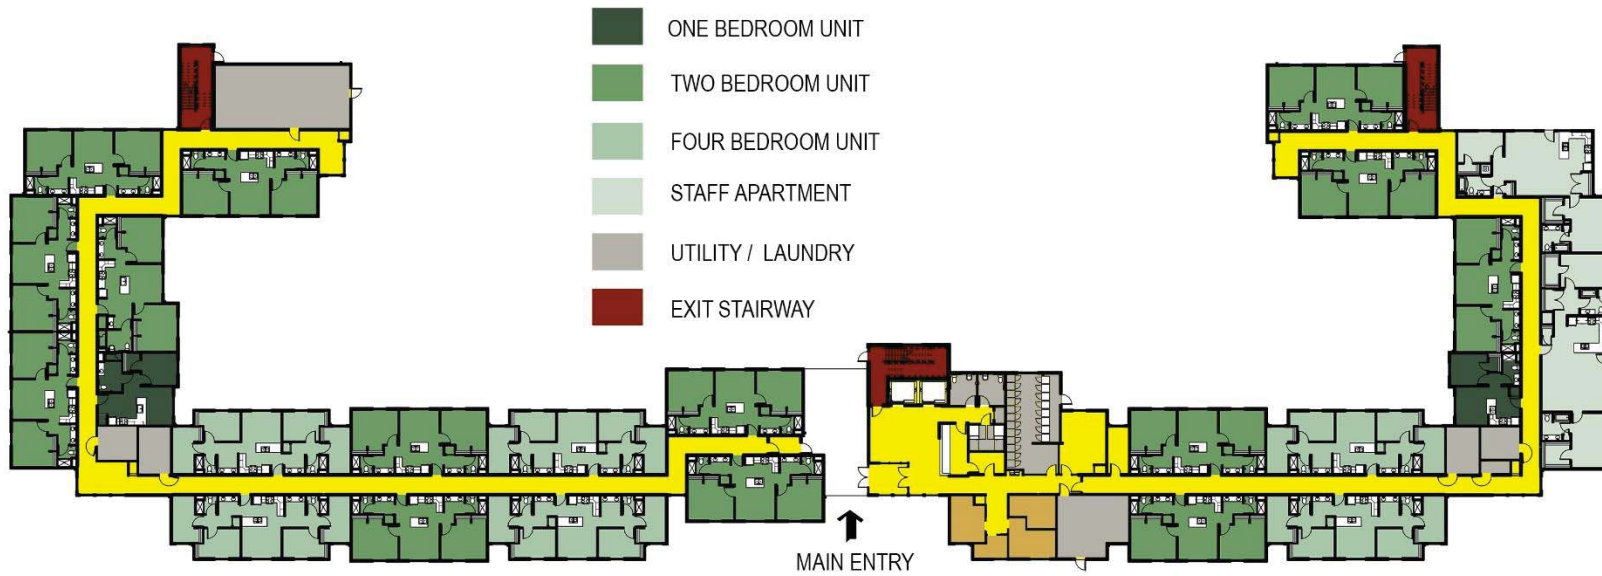 ONE BEDROOM UNIT
TWO BEDROOM UNIT
FOUR BEDROOM UNIT
STAFF APARTMENT
UTILITY / LAUNDRY
EXIT STAIRWAY
MAIN ENTRY